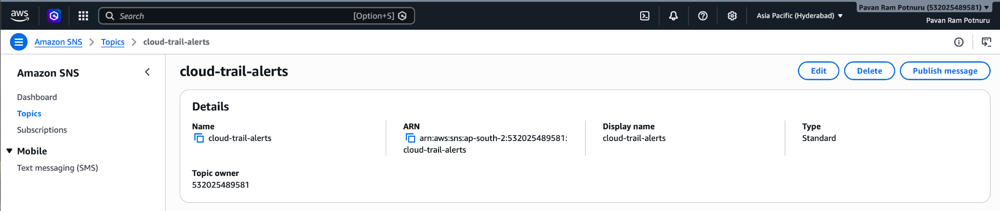 aws
Search
[Option+S]
Asia Pacific (Hyderabad) ▼
Pavan Ram Potnuru (532025489581) ▼
Pavan Ram Potnuru
Amazon SNS > Topics > cloud-trail-alerts
Amazon SNS
Dashboard
Topics
Subscriptions
Mobile
Text messaging (SMS)
cloud-trail-alerts
Edit
Delete
Publish message
Details
Name
cloud-trail-alerts
ARN
arn:aws:sns:ap-south-2:532025489581:
cloud-trail-alerts
Display name
cloud-trail-alerts
Type
Standard
Topic owner
532025489581